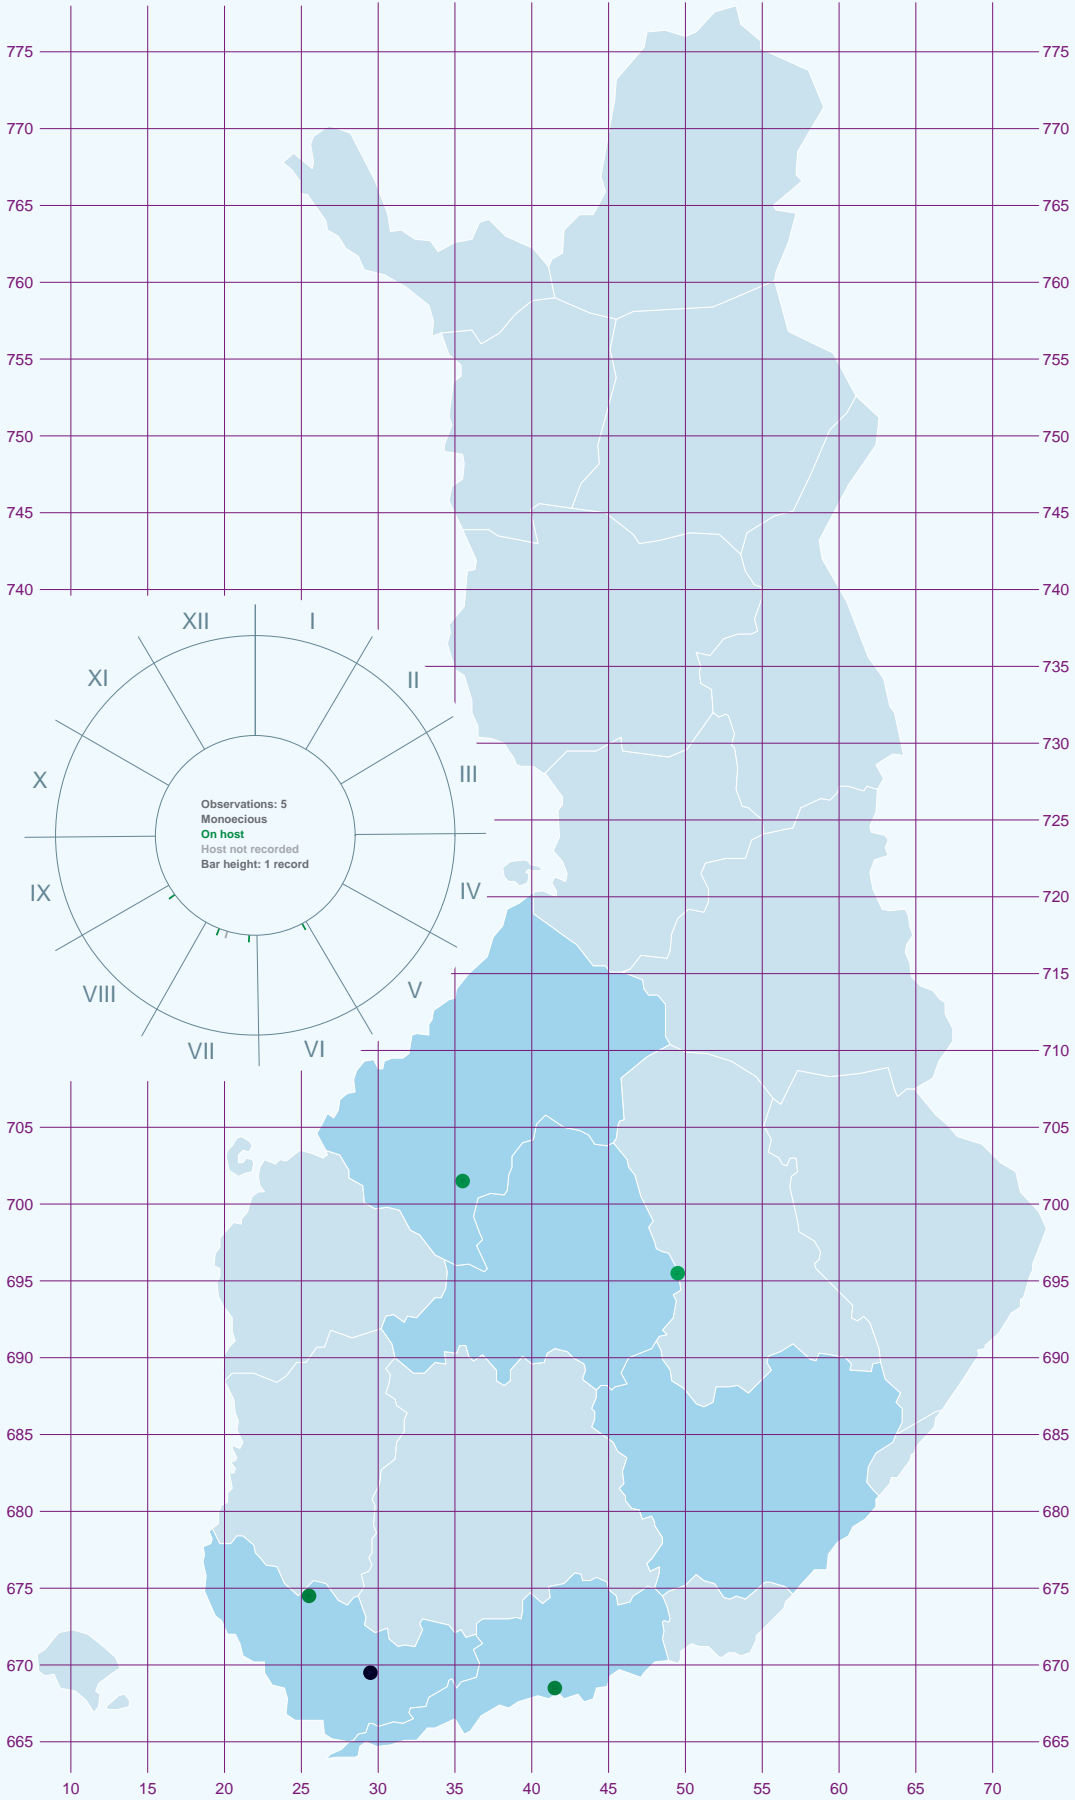 775 775
770 770
765 765
760 760
755 755
750 750
745 745
740 740
XII I
735
XI II
730
X III
Observations: 5
Monoecious
725
On host
Host not recorded
Bar height: 1 record
IX IV 720
720
715
VIII V
VII VI 710
705 705
700 700
695 695
690 690
685 685
680 680
675 675
670 670
665 665
10 15 20 25 30 35 40 45 50 55 60 65 70